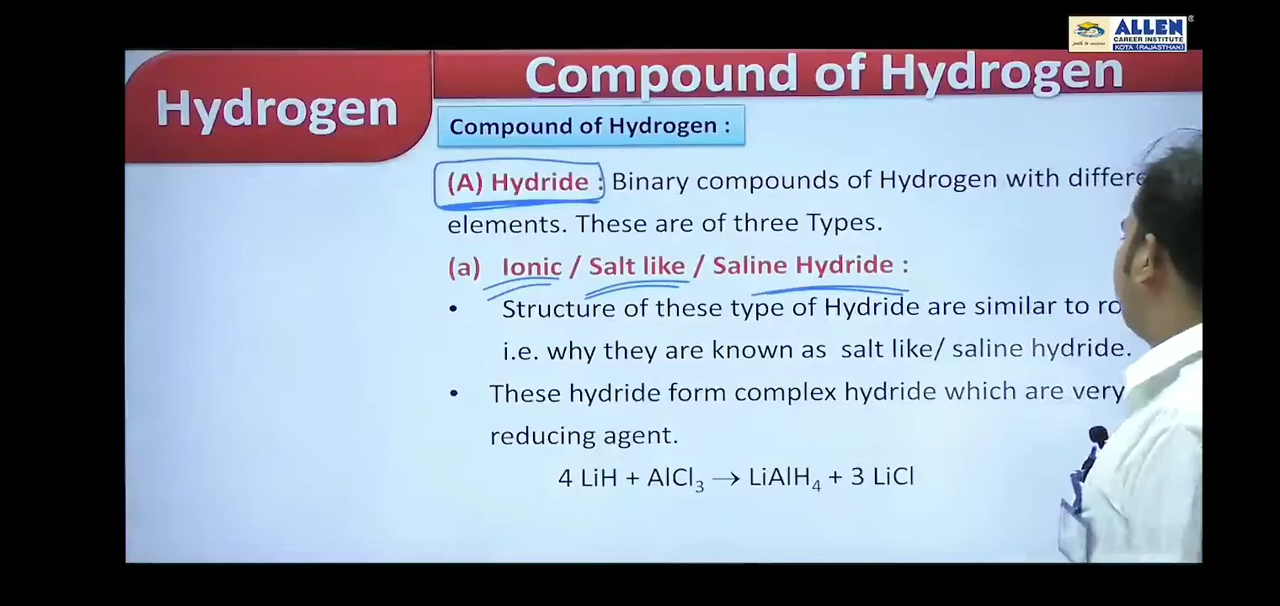 ALLEN
CAREER INSTITUTE
KOTA (RAJASTHAN)
Compound of Hydrogen
Hydrogen
Compound of Hydrogen :
(A) Hydride : Binary compounds of Hydrogen with differe
elements. These are of three Types.
(a) Ionic / Salt like / Saline Hydride :
• Structure of these type of Hydride are similar to ro
i.e. why they are known as salt like/ saline hydride.
• These hydride form complex hydride which are very
reducing agent.
4 LiH + AlCl₃ → LiAlH₄ + 3 LiCl